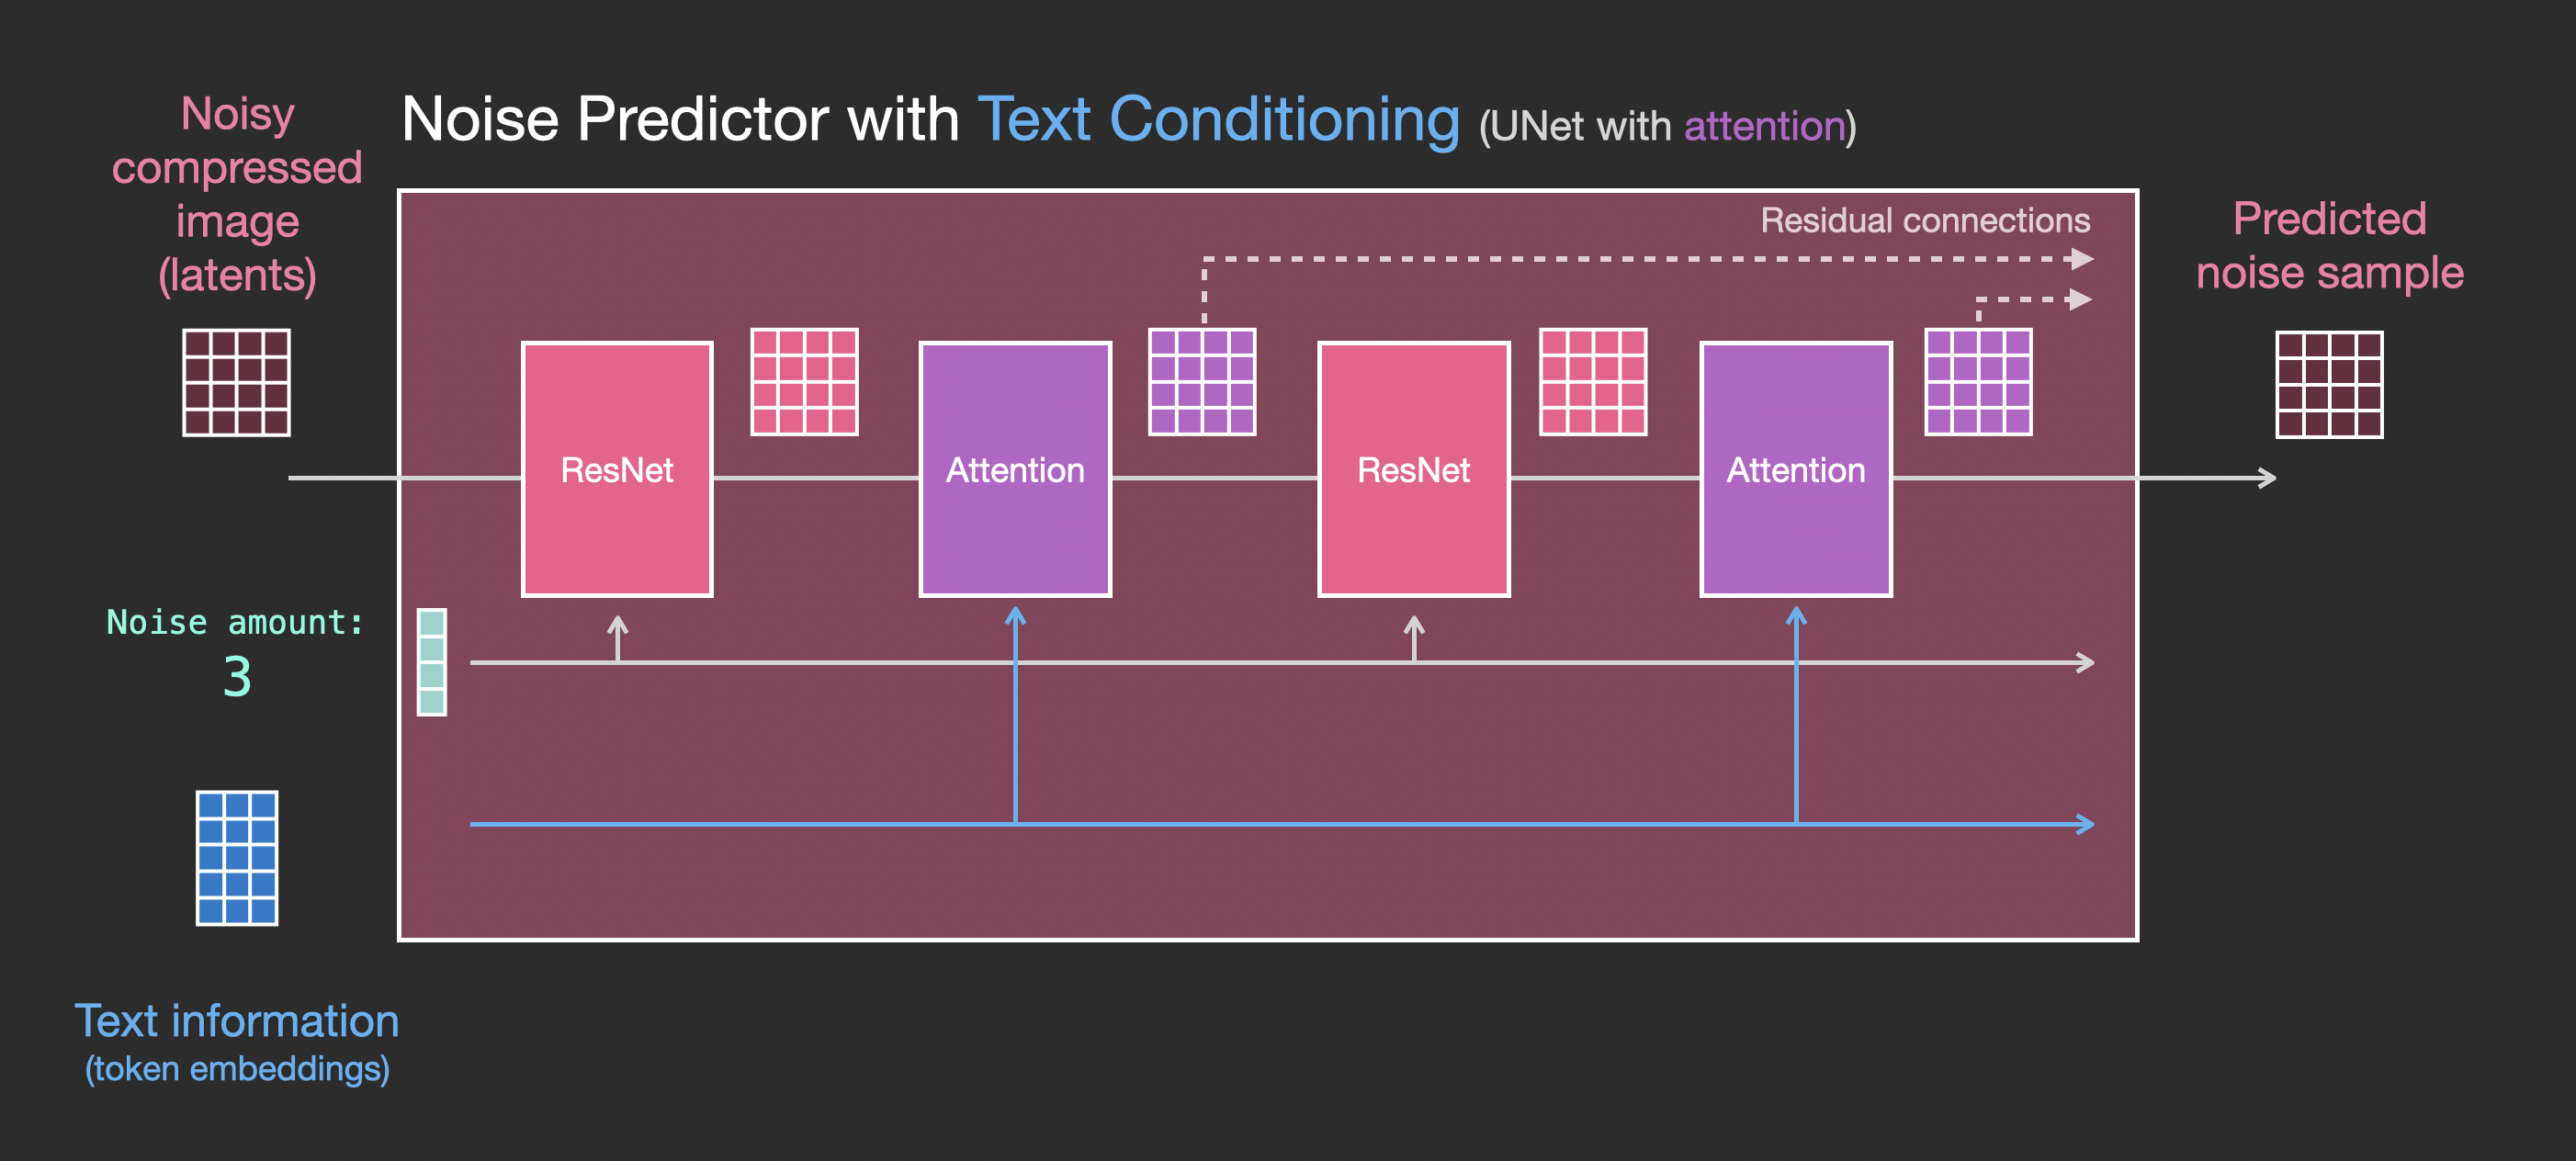 Noise Predictor with Text Conditioning (UNet with attention)
Noisy
compressed
image
(latents)
Residual connections
Predicted
noise sample
ResNet
Attention
ResNet
Attention
Noise amount:
3
Text information
(token embeddings)